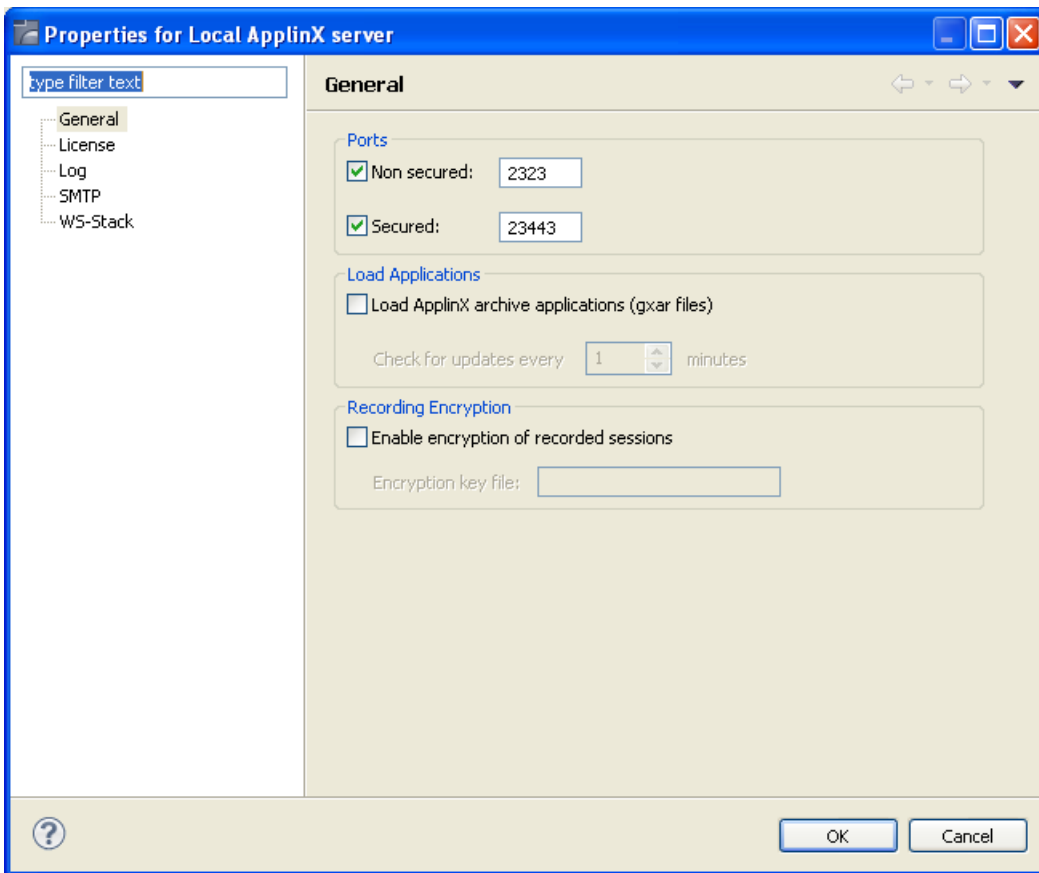 Properties for Local ApplinX server
type filter text
General
License
Log
SMTP
WS-Stack
General
Ports
Non secured: 2323
Secured: 23443
Load Applications
Load ApplinX archive applications (gxar files)
Check for updates every 1 minutes
Recording Encryption
Enable encryption of recorded sessions
Encryption key file:
OK Cancel